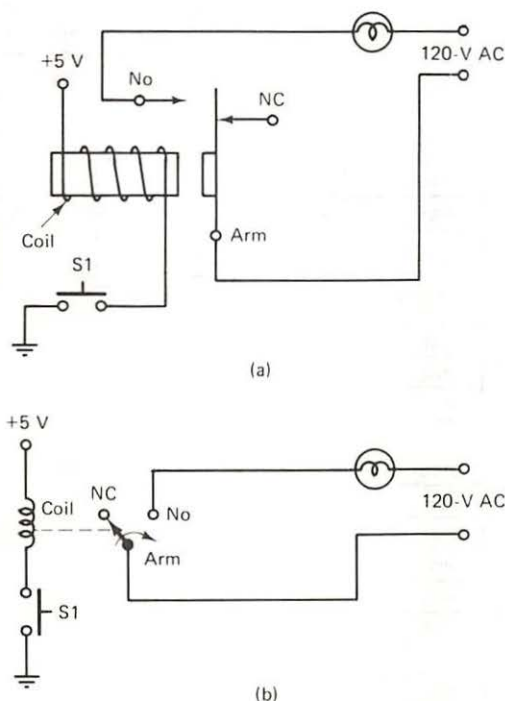 +5 V
No
NC
120-V AC
Coil
Arm
S1
(a)
+5 V
Coil
NC
No
Arm
120-V AC
S1
(b)